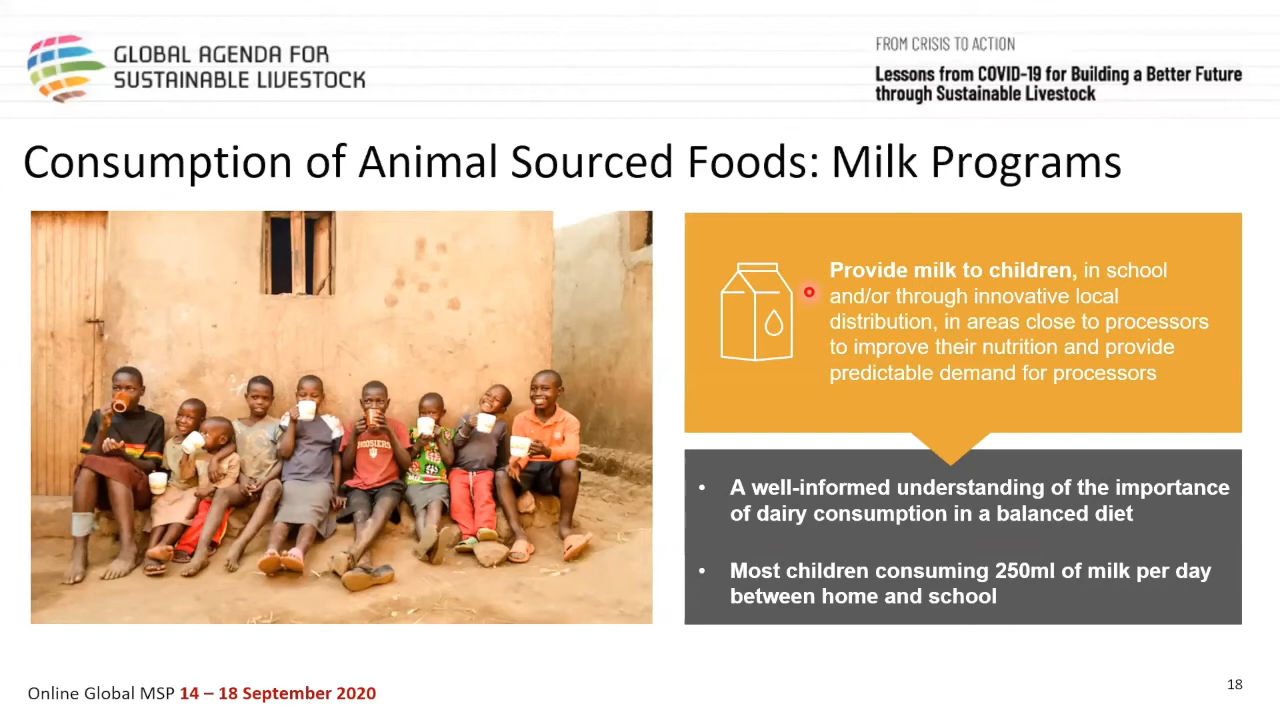 GLOBAL AGENDA FOR
SUSTAINABLE LIVESTOCK
FROM CRISIS TO ACTION
Lessons from COVID-19 for Building a Better Future
through Sustainable Livestock
Consumption of Animal Sourced Foods: Milk Programs
HOOSIERS
Provide milk to children, in school
and/or through innovative local
distribution, in areas close to processors
to improve their nutrition and provide
predictable demand for processors
• A well-informed understanding of the importance
of dairy consumption in a balanced diet
• Most children consuming 250ml of milk per day
between home and school
Online Global MSP 14 – 18 September 2020
18